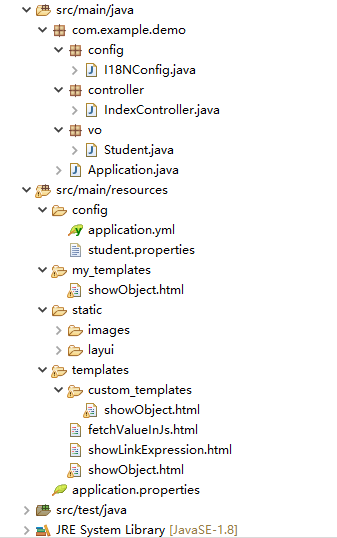 src/main/java
com.example.demo
config
I18NConfig.java
controller
IndexController.java
vo
Student.java
Application.java
src/main/resources
config
application.yml
student.properties
my_templates
showObject.html
static
images
layui
templates
custom_templates
showObject.html
fetchValueInJs.html
showLinkExpression.html
showObject.html
application.properties
src/test/java
JRE System Library [JavaSE-1.8]